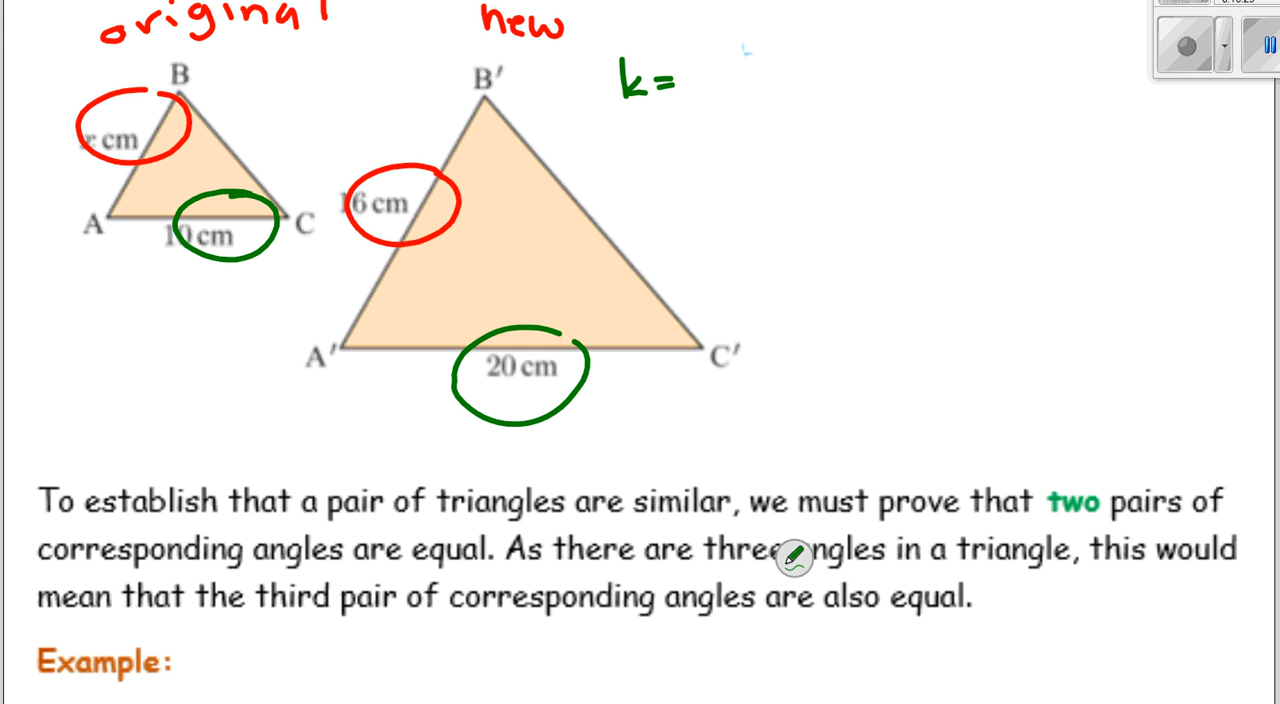 original new
B B′ k=
x cm
16 cm
A C
10 cm
A′ C′
20 cm
To establish that a pair of triangles are similar, we must prove that two pairs of
corresponding angles are equal. As there are three angles in a triangle, this would
mean that the third pair of corresponding angles are also equal.
Example: